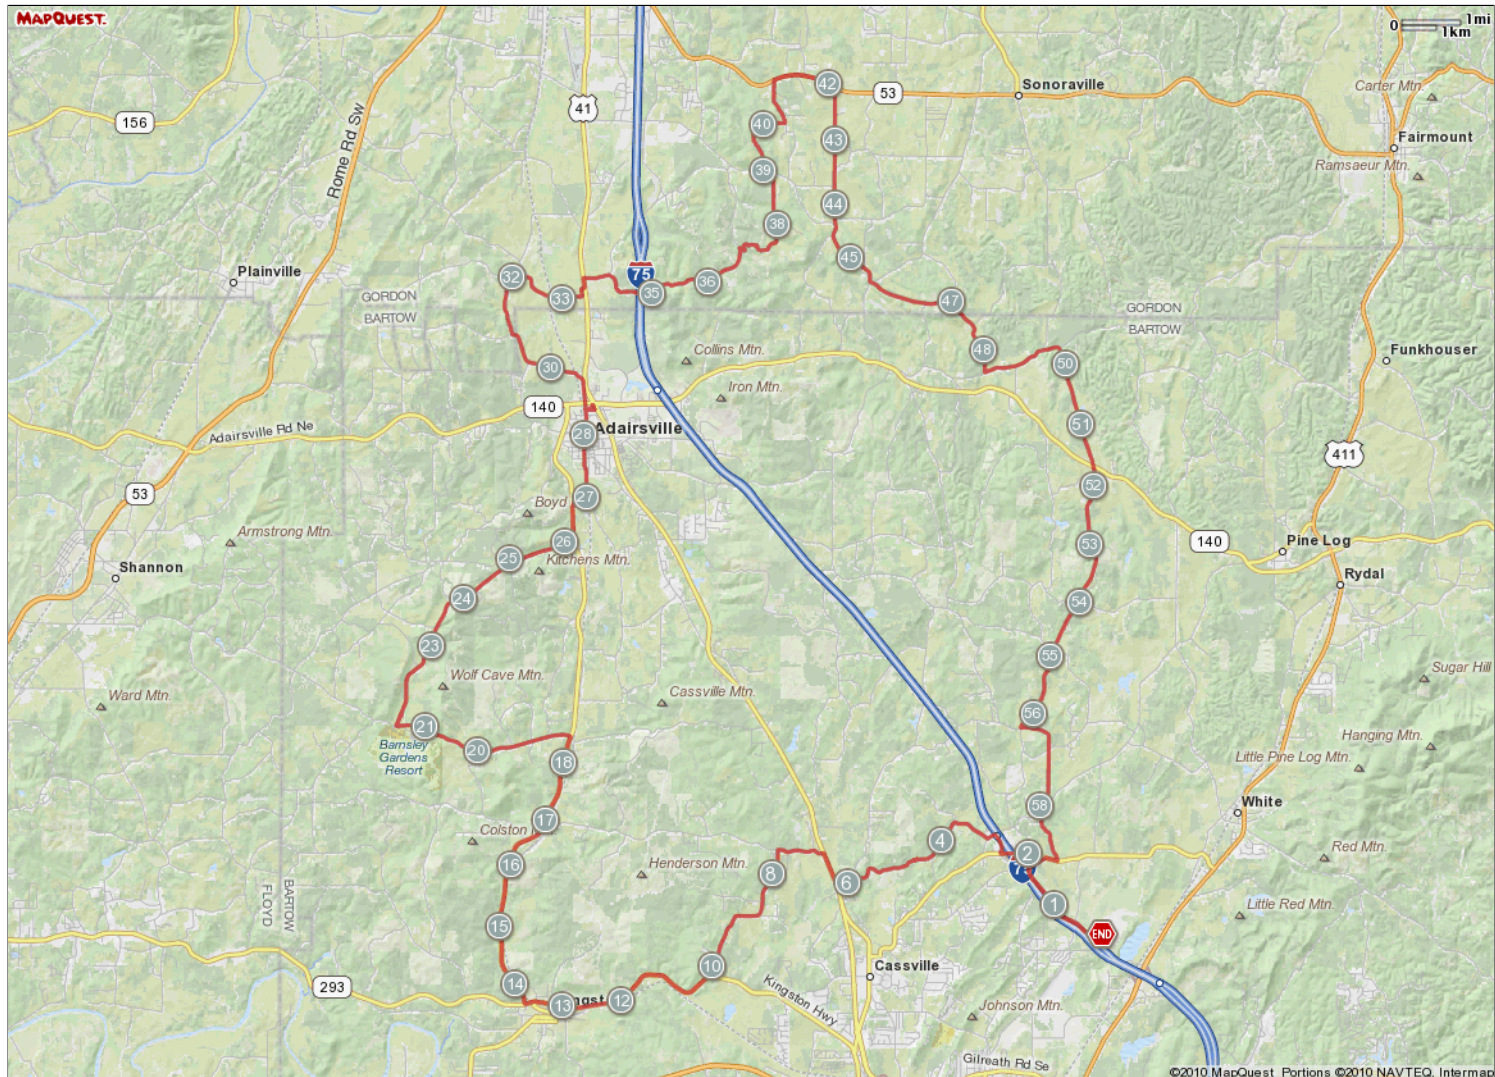 MAPQUEST.
0 1mi
1km
42
53
Sonoraville
Carter Mtn.
41
156
40
43
Fairmount
Ramsaeur Mtn.
Rome Rd Sw
39
44
38
45
Plainville
32
75
36
33
35
GORDON
BARTOW
47
GORDON
BARTOW
48
50
Collins Mtn.
Funkhouser
30
Iron Mtn.
140
Adairsville
28
Adairsville Rd Ne
51
411
53
27
52
Boyd
Armstrong Mtn.
26
25
Kitchens Mtn.
53
140
Pine Log
Shannon
24
54
Rydal
23
55
Wolf Cave Mtn.
Cassville Mtn.
Ward Mtn.
Sugar Hill
56
21
Barnsley
Gardens
Resort
20
18
Hanging Mtn.
Little Pine Log Mtn.
58
White
17
Colston
4
16
Henderson Mtn.
8
6
2
Red Mtn.
FLOYD
BARTOW
15
1
Little Red Mtn.
END
10
Cassville
14
293
13
12
Kingston Hwy
Johnson Mtn.
Gilreath Rd Se
©2010 MapQuest Portions ©2010 NAVTEQ, Intermap